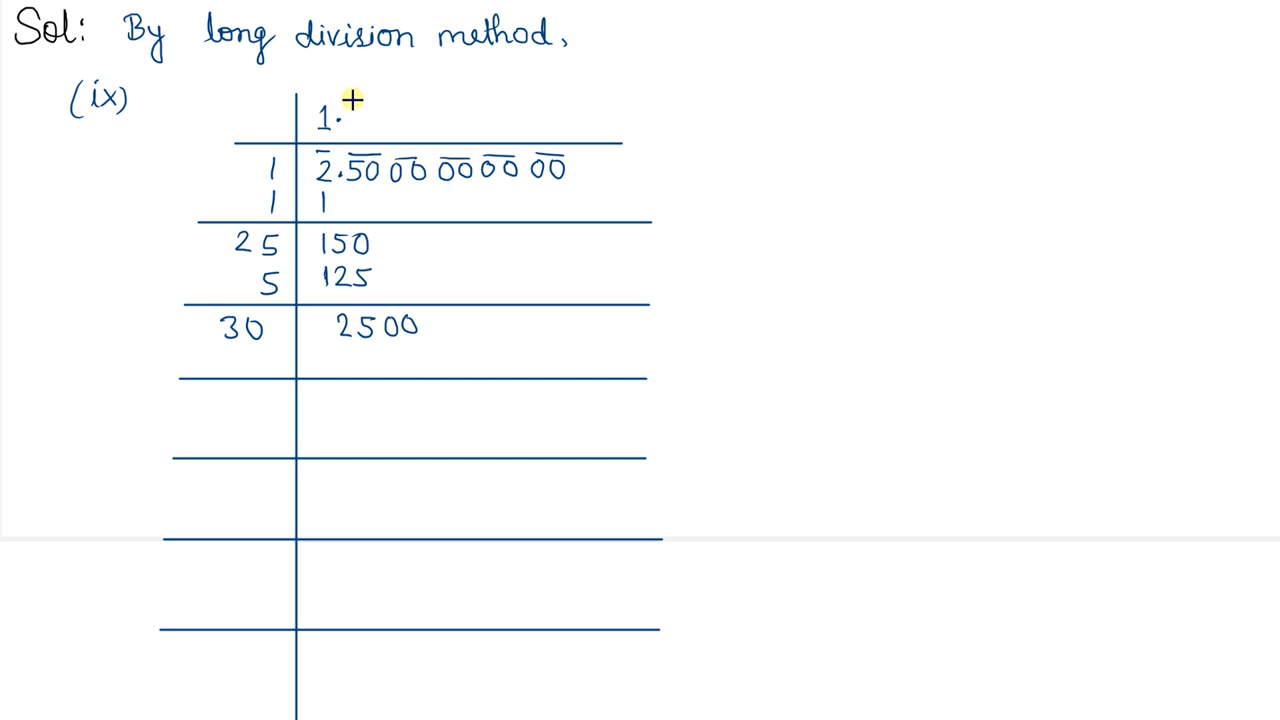 Sol: By long division method,
(ix)
1.
1 2.50 00 00 00 00
1 1
25 150
5 125
30 2500